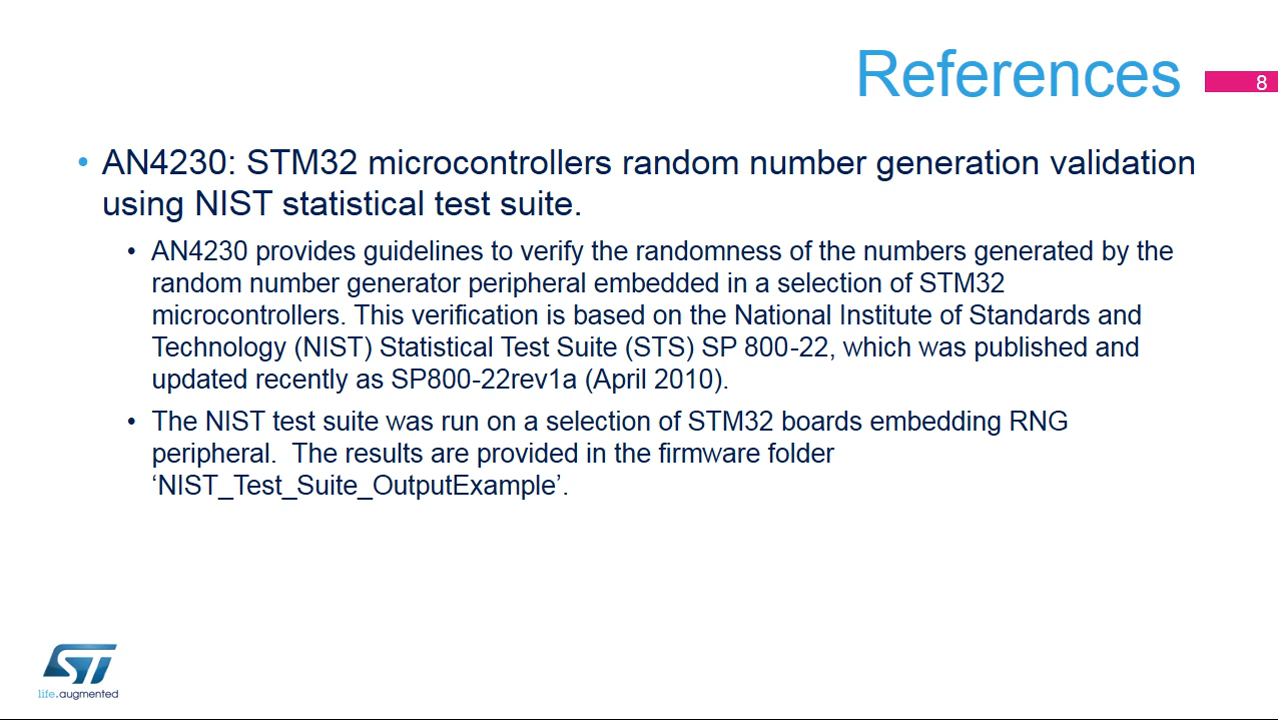 References
8
• AN4230: STM32 microcontrollers random number generation validation
using NIST statistical test suite.
• AN4230 provides guidelines to verify the randomness of the numbers generated by the
random number generator peripheral embedded in a selection of STM32
microcontrollers. This verification is based on the National Institute of Standards and
Technology (NIST) Statistical Test Suite (STS) SP 800-22, which was published and
updated recently as SP800-22rev1a (April 2010).
• The NIST test suite was run on a selection of STM32 boards embedding RNG
peripheral.  The results are provided in the firmware folder
‘NIST_Test_Suite_OutputExample’.
ST
life.augmented